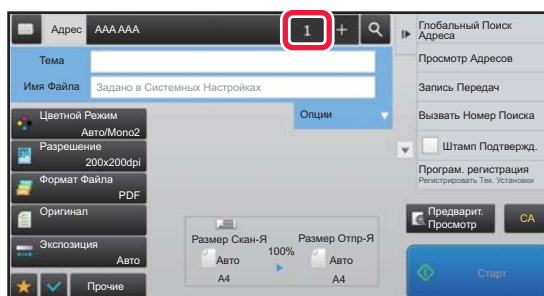 Адрес AAA AAA 1 +
Тема
Имя Файла Задано в Системных Настройках
Опции
Цветной Режим
Авто/Mono2
Разрешение
200x200dpi
Формат Файла
PDF
Оригинал
Экспозиция
Авто
Прочие
Размер Скан-Я 100% Размер Отпр-Я
Авто Авто
A4 A4
Глобальный Поиск
Адреса
Просмотр Адресов
Запись Передач
Вызвать Номер Поиска
Штамп Подтвержд.
Програм. регистрация
Регистрировать Тек. Установки
Предварит.
Просмотр
CA
Старт